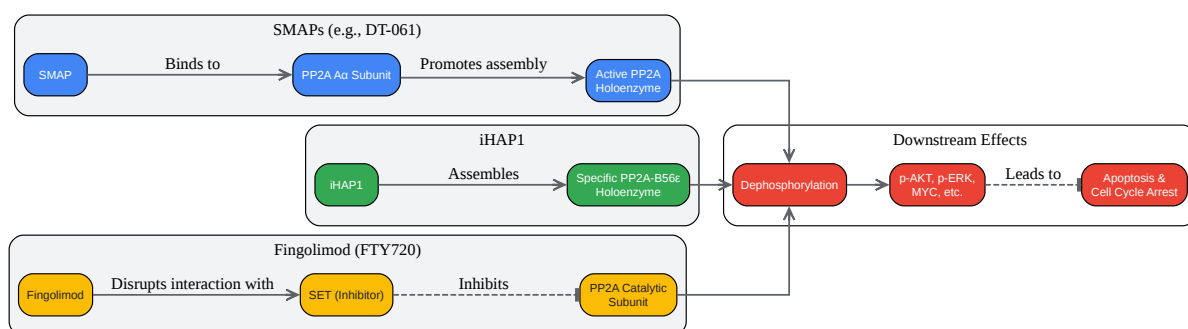 SMAPs (e.g., DT-061)
SMAP
Binds to
PP2A Aα Subunit
Promotes assembly
Active PP2A
Holoenzyme
iHAP1
iHAP1
Assembles
Specific PP2A-B56ε
Holoenzyme
Downstream Effects
Dephosphorylation
p-AKT, p-ERK,
MYC, etc.
Leads to
Apoptosis &
Cell Cycle Arrest
Fingolimod (FTY720)
Fingolimod
Disrupts interaction with
SET (Inhibitor)
Inhibits
PP2A Catalytic
Subunit